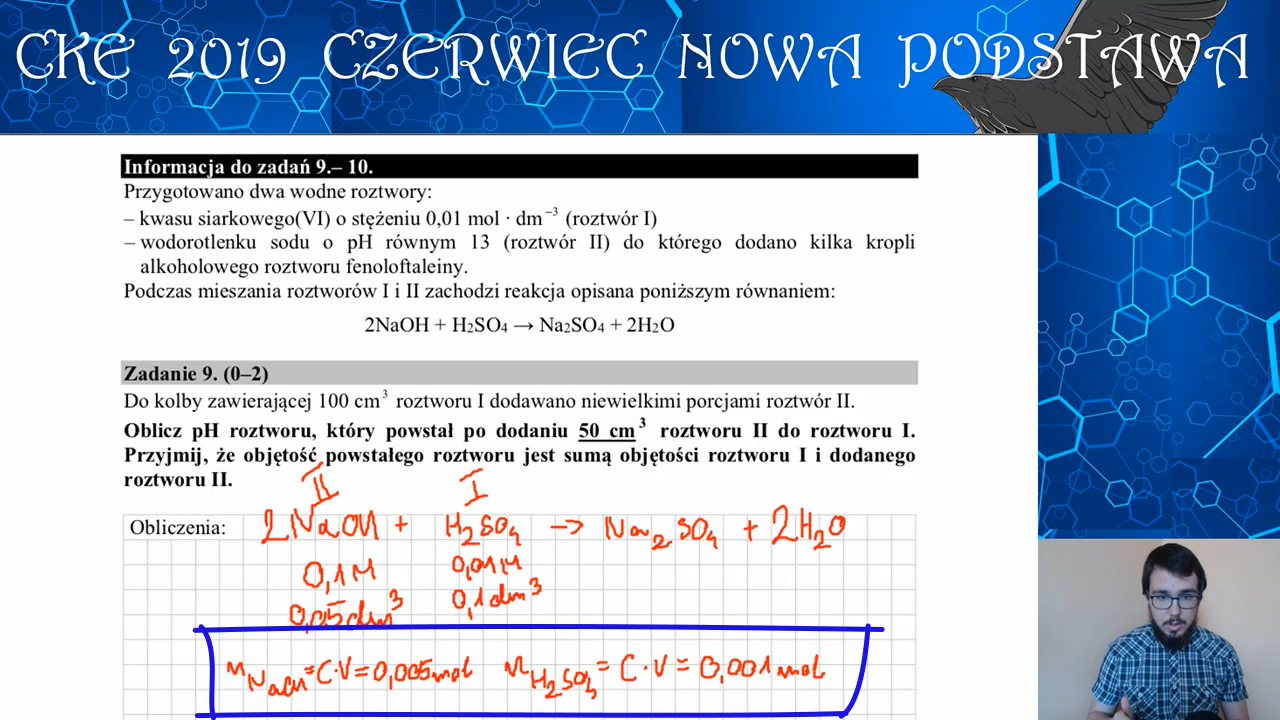 CKE 2019 CZERWIEC NOWA PODSTAWA
Informacja do zadań 9.– 10.
Przygotowano dwa wodne roztwory:
– kwasu siarkowego(VI) o stężeniu 0,01 mol · dm⁻³ (roztwór I)
– wodorotlenku sodu o pH równym 13 (roztwór II) do którego dodano kilka kropli
alkoholowego roztworu fenoloftaleiny.
Podczas mieszania roztworów I i II zachodzi reakcja opisana poniższym równaniem:
2NaOH + H₂SO₄ → Na₂SO₄ + 2H₂O
Zadanie 9. (0–2)
Do kolby zawierającej 100 cm³ roztworu I dodawano niewielkimi porcjami roztwór II.
Oblicz pH roztworu, który powstał po dodaniu 50 cm³ roztworu II do roztworu I.
Przyjmij, że objętość powstałego roztworu jest sumą objętości roztworu I i dodanego
roztworu II.
II I
Obliczenia: 2NaOH + H₂SO₄ → Na₂SO₄ + 2H₂O
0,1M 0,01M
0,05dm³ 0,1dm³
n NaOH = C·V = 0,005mol n H₂SO₄ = C·V = 0,001mol